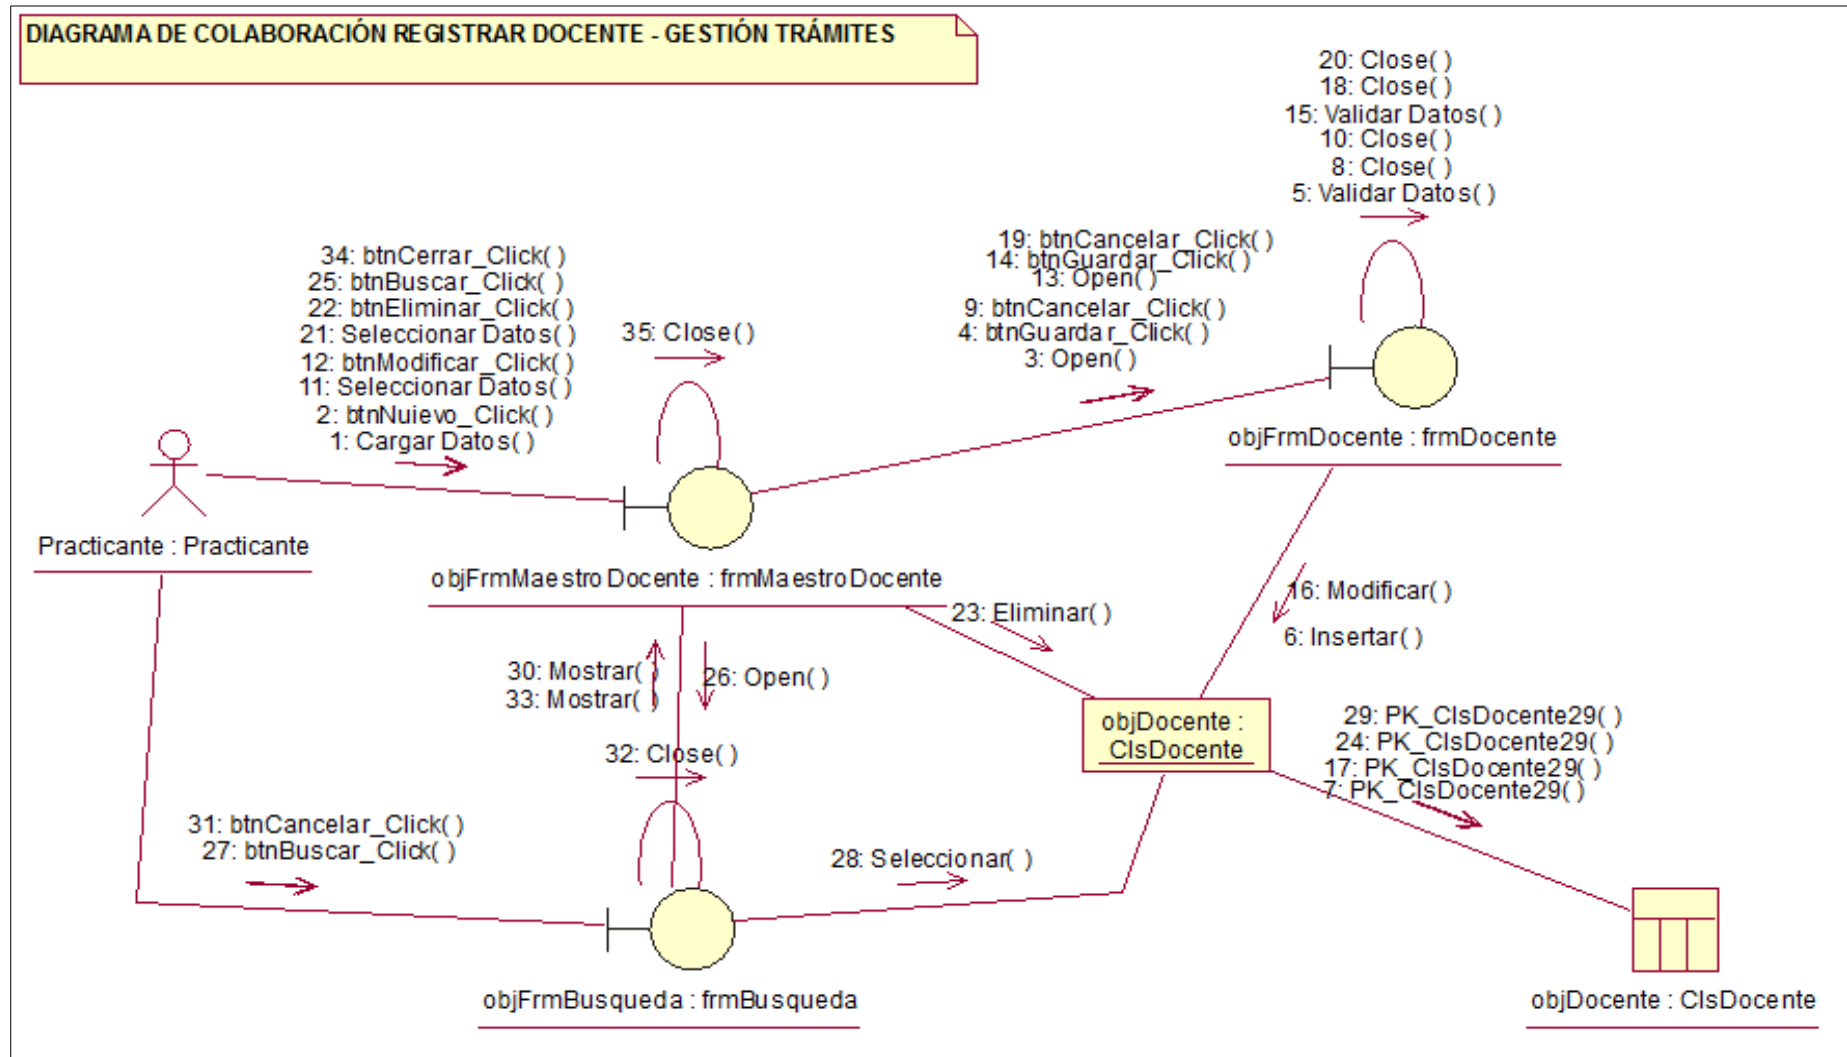 DIAGRAMA DE COLABORACIÓN REGISTRAR DOCENTE - GESTIÓN TRÁMITES
20: Close( )
18: Close( )
15: Validar Datos( )
10: Close( )
8: Close( )
5: Validar Datos( )
34: btnCerrar_Click( )
25: btnBuscar_Click( )
22: btnEliminar_Click( )
21: Seleccionar Datos( )
12: btnModificar_Click( )
11: Seleccionar Datos( )
2: btnNuievo_Click( )
1: Cargar Datos( )
35: Close( )
19: btnCancelar_Click( )
14: btnGuardar_Click( )
13: Open( )
9: btnCancelar_Click( )
4: btnGuardar_Click( )
3: Open( )
objFrmDocente : frmDocente
Practicante : Practicante
objFrmMaestroDocente : frmMaestroDocente
23: Eliminar( )
16: Modificar( )
6: Insertar( )
30: Mostrar( )
33: Mostrar( )
26: Open( )
objDocente :
ClsDocente
29: PK_ClsDocente29( )
24: PK_ClsDocente29( )
17: PK_ClsDocente29( )
7: PK_ClsDocente29( )
32: Close( )
31: btnCancelar_Click( )
27: btnBuscar_Click( )
28: Seleccionar( )
objFrmBusqueda : frmBusqueda
objDocente : ClsDocente